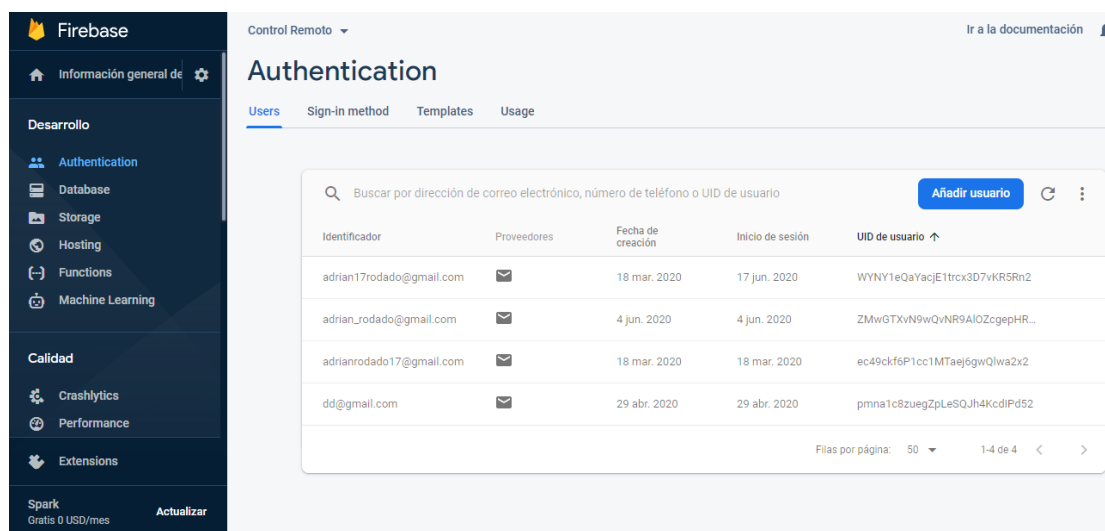 Firebase
Información general de
Desarrollo
Authentication
Database
Storage
Hosting
Functions
Machine Learning
Calidad
Crashlytics
Performance
Extensions
Spark
Gratis 0 USD/mes
Actualizar
Control Remoto
Ir a la documentación
Authentication
Users Sign-in method Templates Usage
Buscar por dirección de correo electrónico, número de teléfono o UID de usuario Añadir usuario
Identificador Proveedores Fecha de creación Inicio de sesión UID de usuario
adrian17rodado@gmail.com 18 mar. 2020 17 jun. 2020 WYNY1eQaYacjE1trcx3D7vKR5Rn2
adrian_rodado@gmail.com 4 jun. 2020 4 jun. 2020 ZMwGTXvN9wQvNR9AlOZcgepHR...
adrianrodado17@gmail.com 18 mar. 2020 18 mar. 2020 ec49ckf6P1cc1MTaej6gwQlwa2x2
dd@gmail.com 29 abr. 2020 29 abr. 2020 pmna1c8zuegZpLeSQJh4KcdIPd52
Filas por página: 50 1-4 de 4